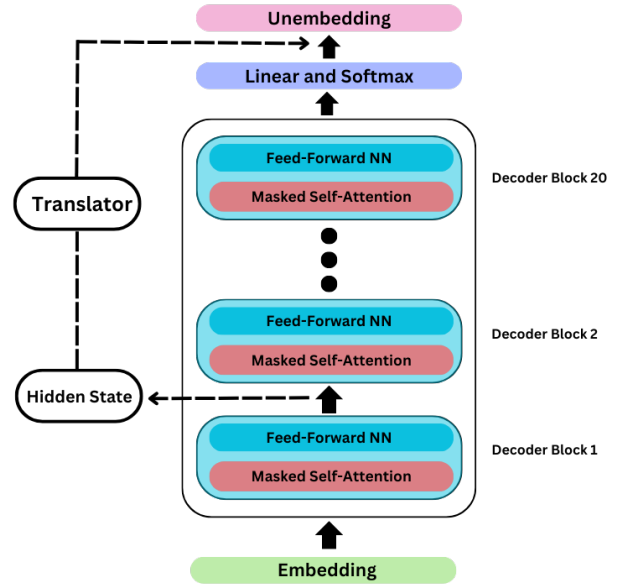 Unembedding
Linear and Softmax
Feed-Forward NN
Masked Self-Attention
Decoder Block 20
Translator
Feed-Forward NN
Masked Self-Attention
Decoder Block 2
Hidden State
Feed-Forward NN
Masked Self-Attention
Decoder Block 1
Embedding